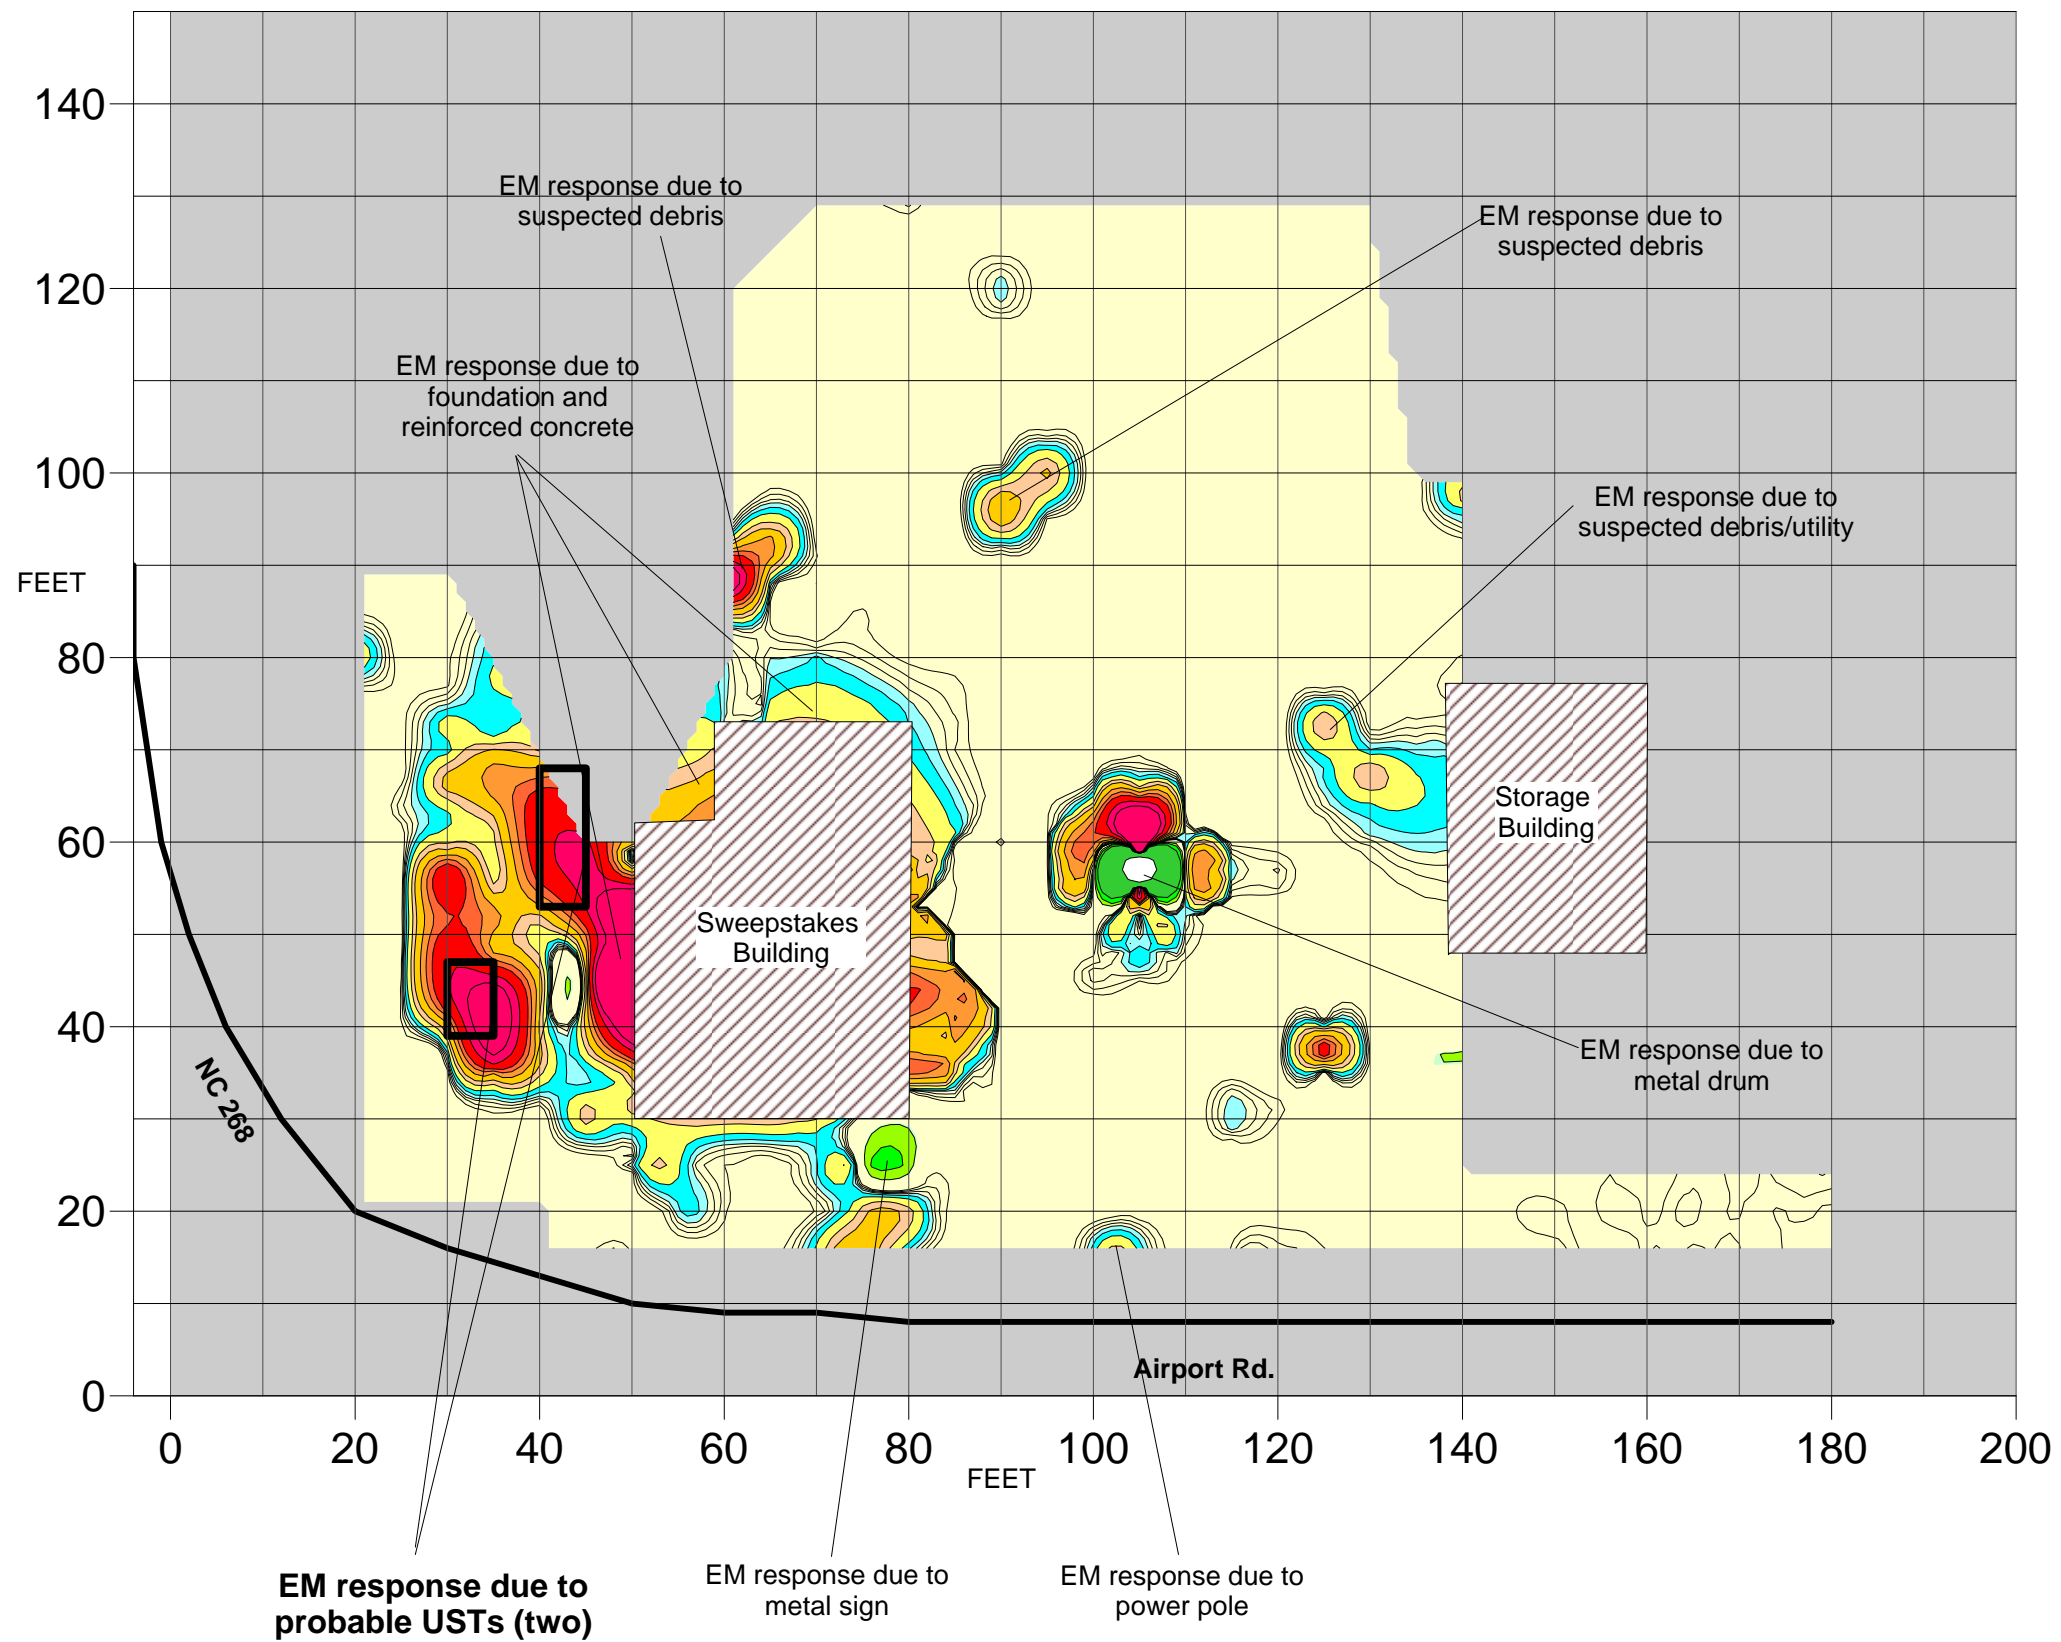 140
EM response due to
suspected debris
EM response due to
suspected debris
120
EM response due to
foundation and
reinforced concrete
100
EM response due to
suspected debris/utility
FEET
80
Storage
Building
60
Sweepstakes
Building
40
EM response due to
metal drum
NC 268
20
Airport Rd.
0
0 20 40 60 80 100 120 140 160 180 200
FEET
EM response due to
probable USTs (two)
EM response due to
metal sign
EM response due to
power pole